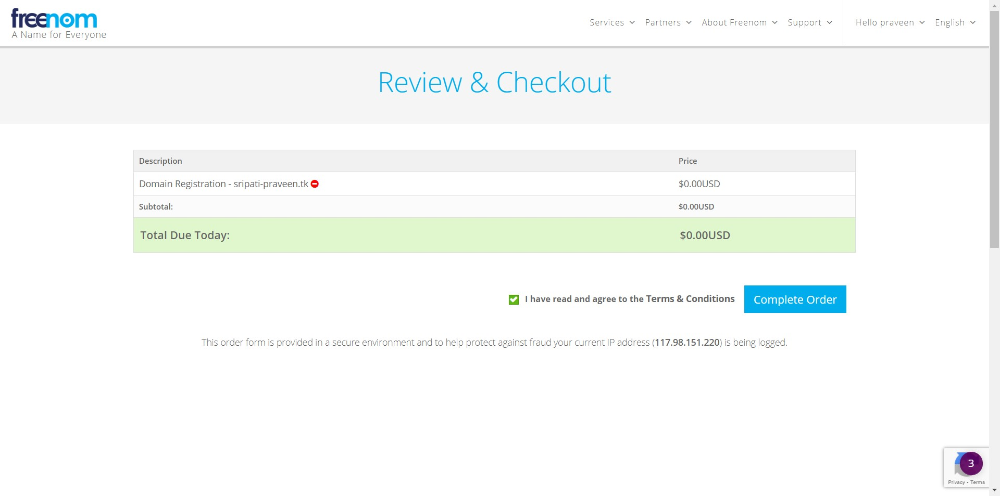 freenom
A Name for Everyone
Services Partners About Freenom Support Hello praveen English
Review & Checkout
Description Price
Domain Registration - sripati-praveen.tk $0.00USD
Subtotal: $0.00USD
Total Due Today: $0.00USD
I have read and agree to the Terms & Conditions Complete Order
This order form is provided in a secure environment and to help protect against fraud your current IP address (117.98.151.220) is being logged.
3
Privacy - Terms